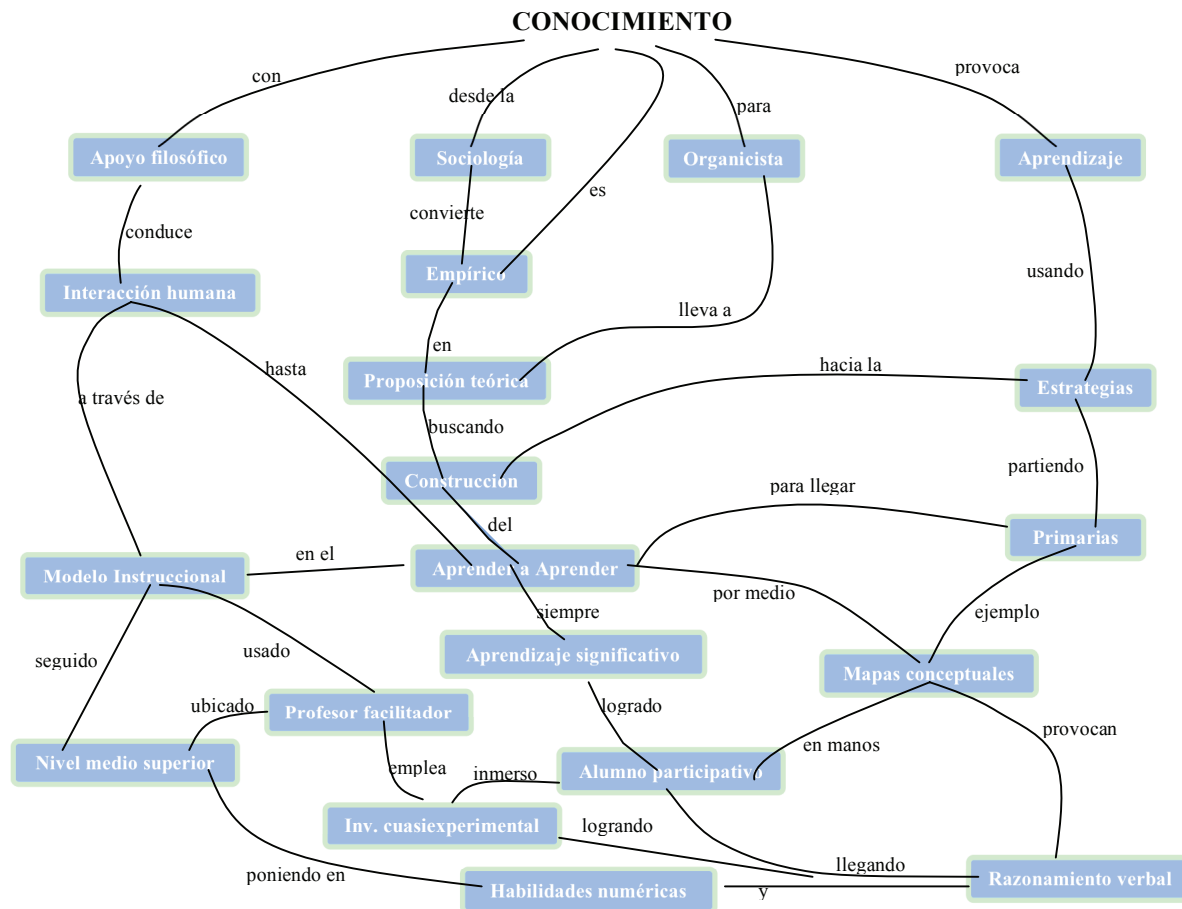 CONOCIMIENTO
con
desde la
para
provoca
Apoyo filosófico
Sociología
Organicista
Aprendizaje
conduce
convierte
es
usando
Interacción humana
Empírico
lleva a
hasta
en
hacia la
Proposición teórica
Estrategias
a través de
buscando
partiendo
Construcción
para llegar
del
Primarias
en el
Modelo Instruccional
Aprender a Aprender
por medio
ejemplo
siempre
seguido
usado
Aprendizaje significativo
Mapas conceptuales
ubicado
Profesor facilitador
logrado
provocan
en manos
Nivel medio superior
emplea
inmerso
Alumno participativo
Inv. cuasiexperimental
logrando
llegando
poniendo en
Habilidades numéricas
y
Razonamiento verbal